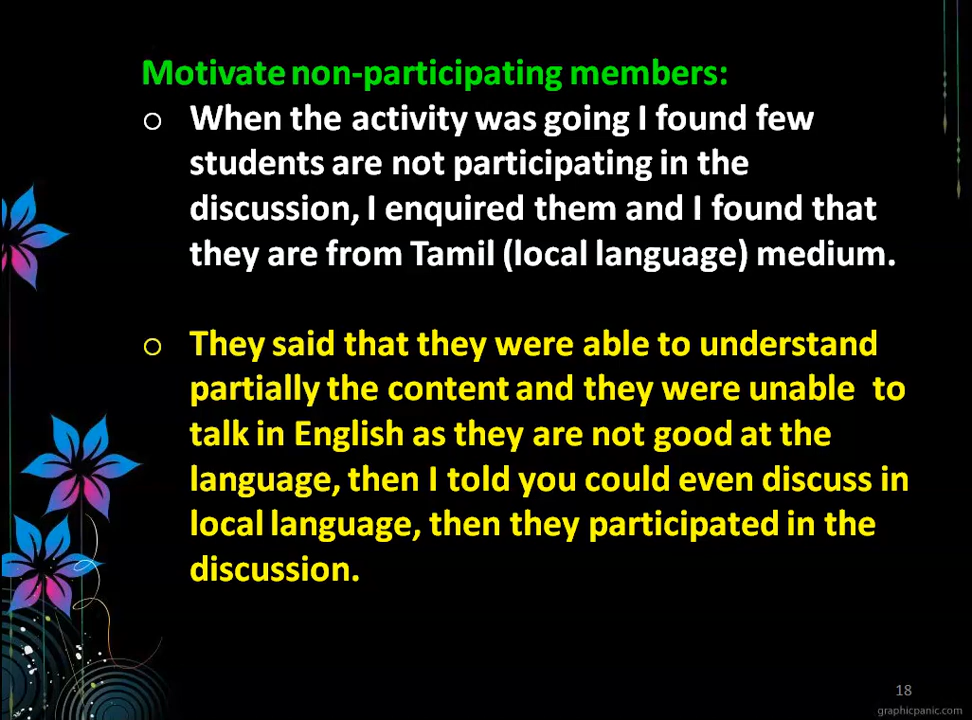 Motivate non-participating members:
○ When the activity was going I found few
students are not participating in the
discussion, I enquired them and I found that
they are from Tamil (local language) medium.
○ They said that they were able to understand
partially the content and they were unable to
talk in English as they are not good at the
language, then I told you could even discuss in
local language, then they participated in the
discussion.
18
graphicpanic.com